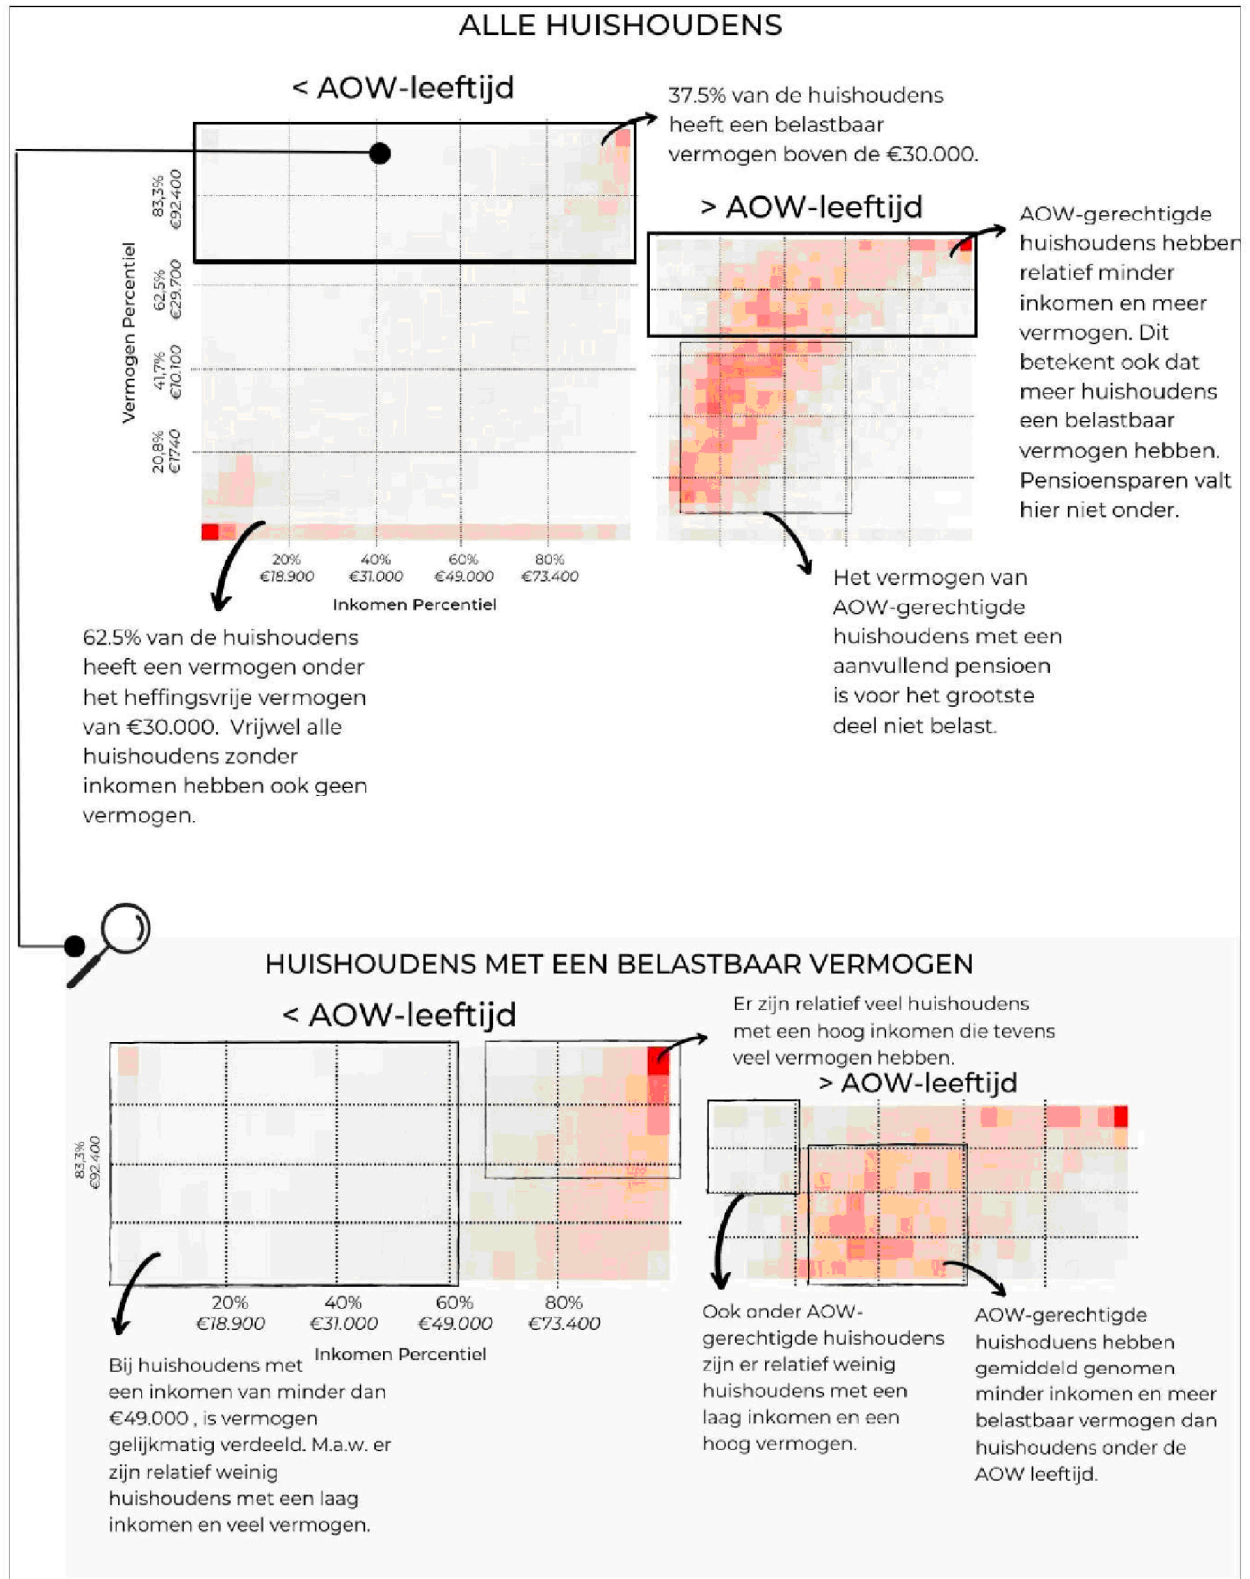 ALLE HUISHOUDENS
< AOW-leeftijd
37.5% van de huishoudens
heeft een belastbaar
vermogen boven de €30.000.
> AOW-leeftijd
AOW-gerechtigde
huishoudens hebben
relatief minder
inkomen en meer
vermogen. Dit
betekent ook dat
meer huishoudens
een belastbaar
vermogen hebben.
Pensioensparen valt
hier niet onder.
Vermogen Percentiel
83,3%
€92.400
62,5%
€29.700
41,7%
€10.100
20,8%
€1740
20%
€18.900
40%
€31.000
60%
€49.000
80%
€73.400
Inkomen Percentiel
62.5% van de huishoudens
heeft een vermogen onder
het heffingsvrije vermogen
van €30.000. Vrijwel alle
huishoudens zonder
inkomen hebben ook geen
vermogen.
Het vermogen van
AOW-gerechtigde
huishoudens met een
aanvullend pensioen
is voor het grootste
deel niet belast.
HUISHOUDENS MET EEN BELASTBAAR VERMOGEN
< AOW-leeftijd
Er zijn relatief veel huishoudens
met een hoog inkomen die tevens
veel vermogen hebben.
> AOW-leeftijd
83,3%
€92.400
20%
€18.900
40%
€31.000
60%
€49.000
80%
€73.400
Inkomen Percentiel
Bij huishoudens met
een inkomen van minder dan
€49.000 , is vermogen
gelijkmatig verdeeld. M.a.w. er
zijn relatief weinig
huishoudens met een laag
inkomen en veel vermogen.
Ook onder AOW-
gerechtigde huishoudens
zijn er relatief weinig
huishoudens met een
laag inkomen en een
hoog vermogen.
AOW-gerechtigde
huishoduens hebben
gemiddeld genomen
minder inkomen en meer
belastbaar vermogen dan
huishoudens onder de
AOW leeftijd.